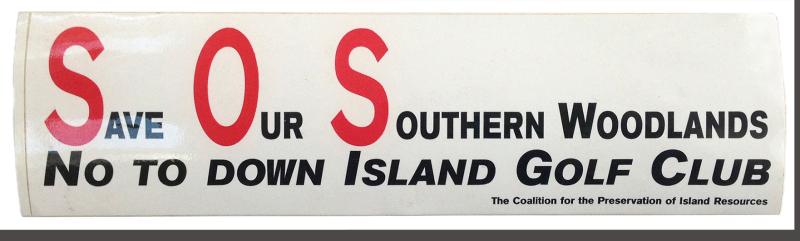 SAVE OUR SOUTHERN WOODLANDS
NO TO DOWN ISLAND GOLF CLUB
The Coalition for the Preservation of Island Resources